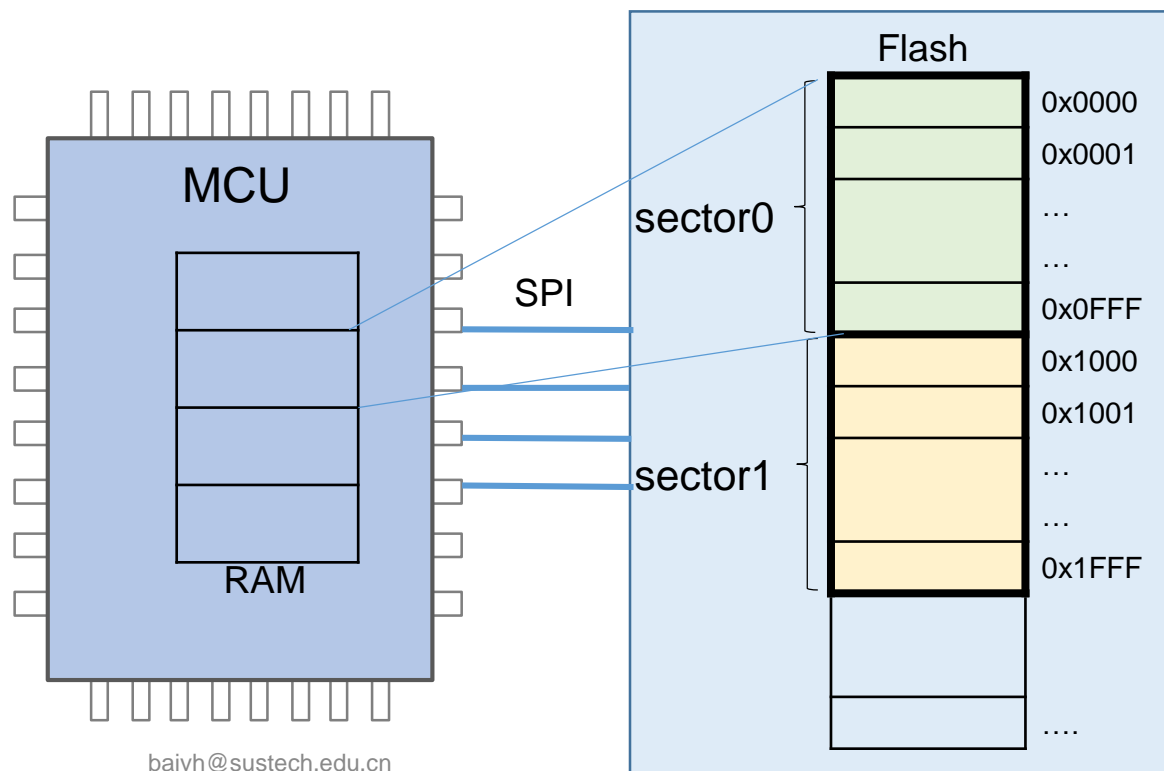 Flash
MCU
RAM
SPI
sector0
sector1
0x0000
0x0001
...
...
0x0FFF
0x1000
0x1001
...
...
0x1FFF
....
baiyh@sustech.edu.cn